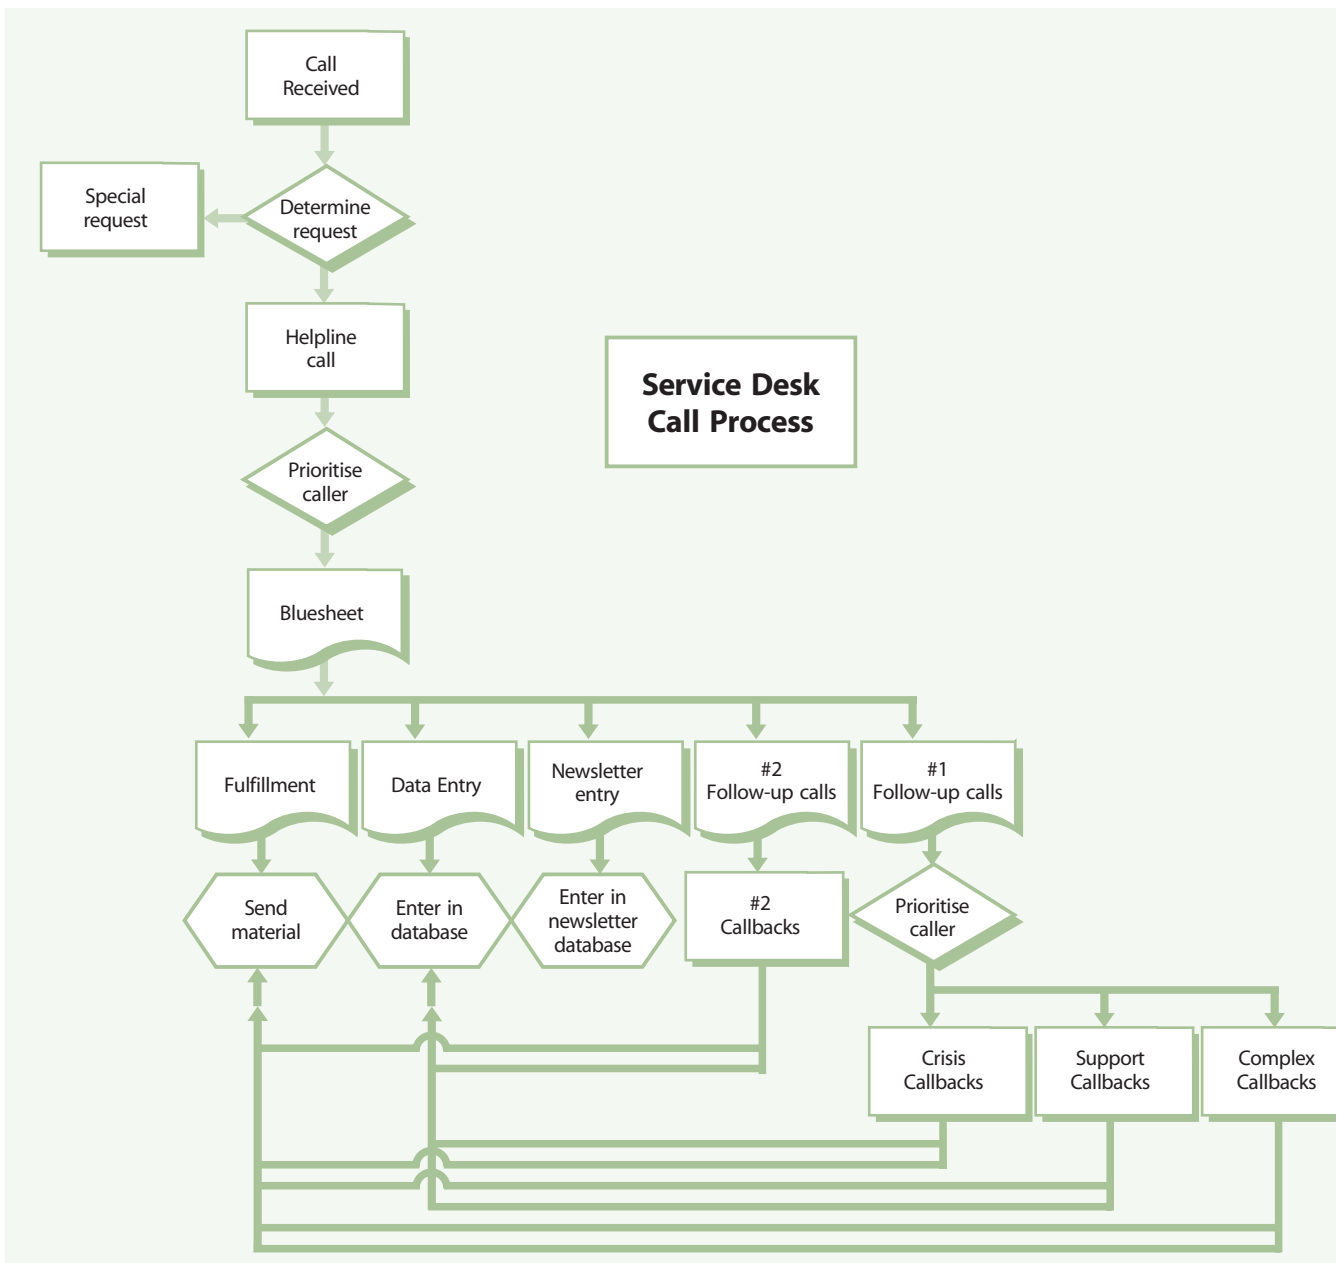 Call
Received
Special
request
Determine
request
Helpline
call
Service Desk
Call Process
Prioritise
caller
Bluesheet
Fulfillment
Data Entry
Newsletter
entry
#2
Follow-up calls
#1
Follow-up calls
Send
material
Enter in
database
Enter in
newsletter
database
#2
Callbacks
Prioritise
caller
Crisis
Callbacks
Support
Callbacks
Complex
Callbacks